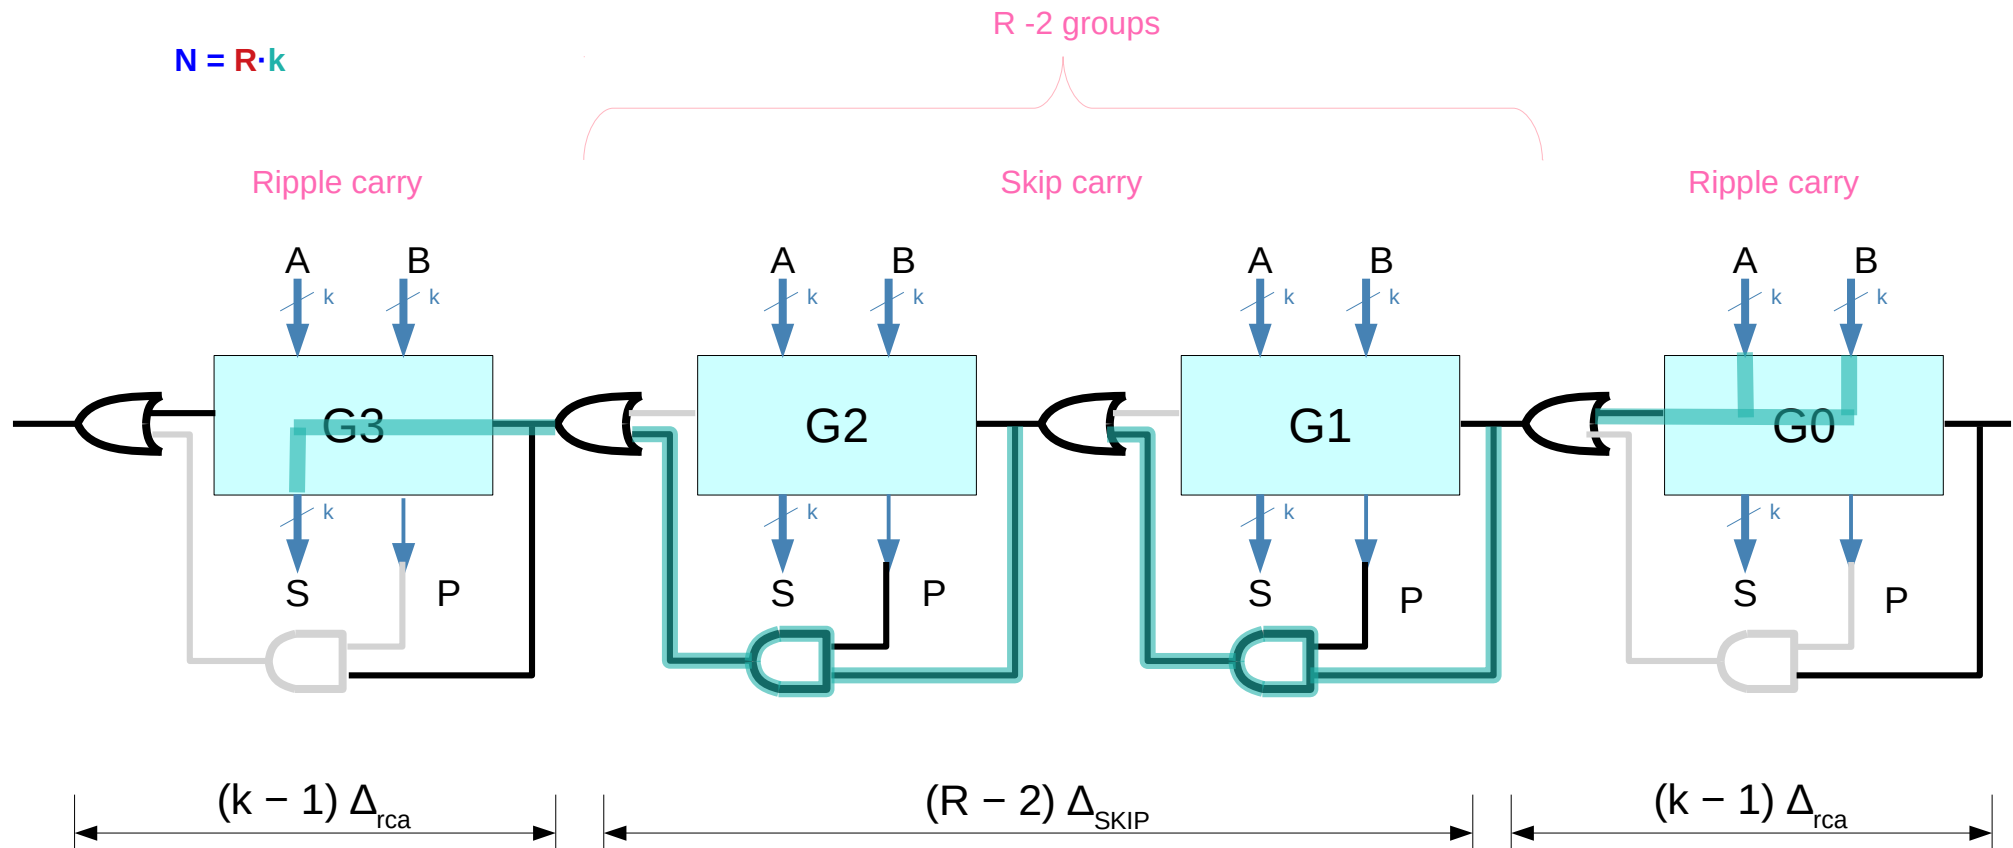 R -2 groups
N = R·k
Ripple carry
Skip carry
Ripple carry
A B A B A B A B
k k k k k k k k
G3 G2 G1 G0
k k k k
S P S P S P S P
(k − 1) Δrca
(R − 2) ΔSKIP
(k − 1) Δrca